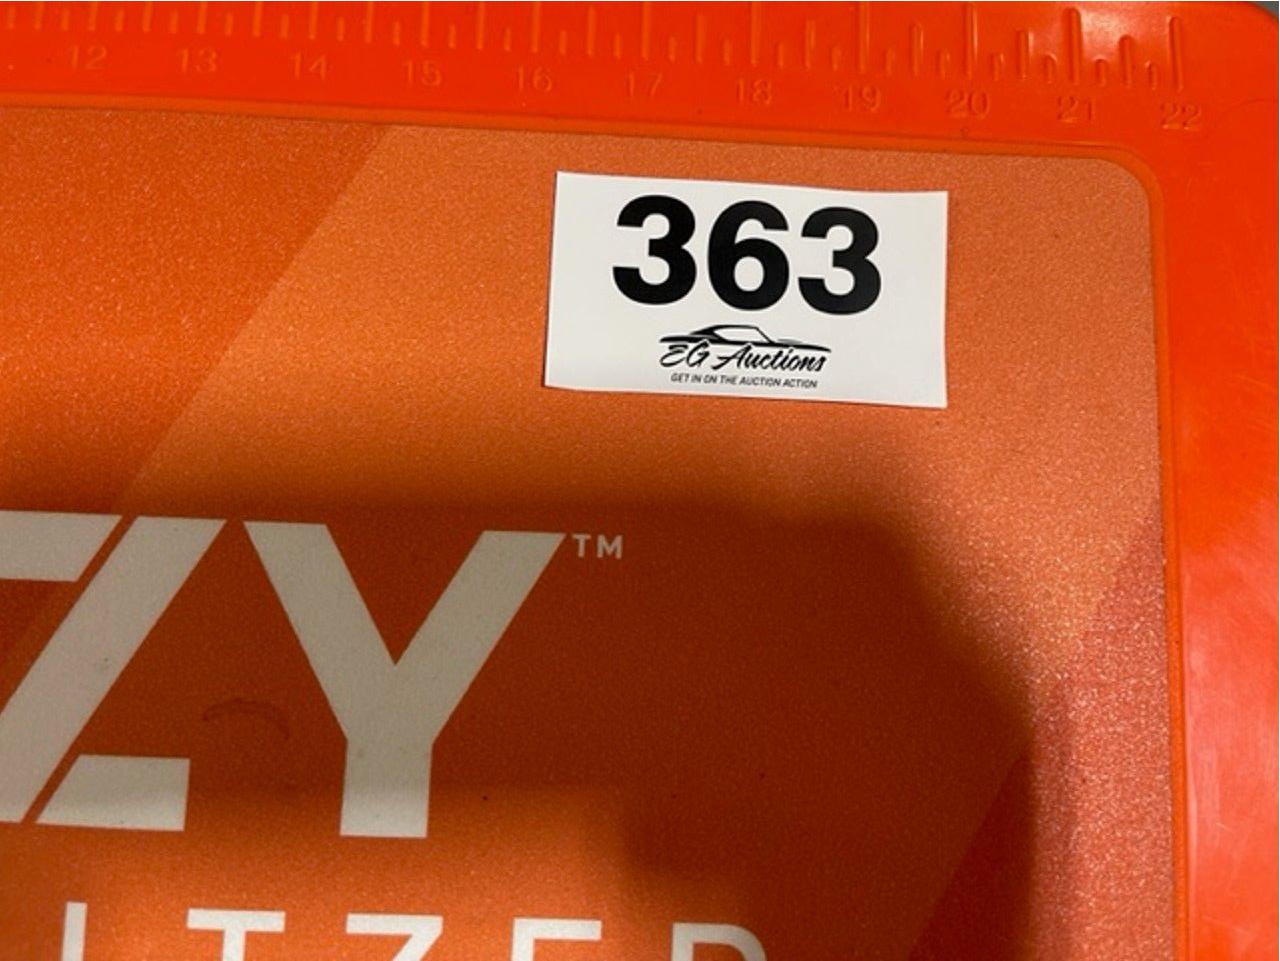 12 13 14 15 16 17 18 19 20 21 22
363
EG Auctions
GET IN ON THE AUCTION ACTION
ZY™
LTZER